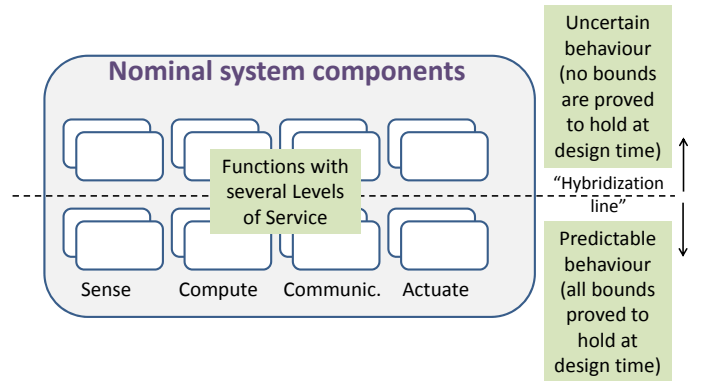 Nominal system components
Functions with
several Levels
of Service
Sense
Compute
Communic.
Actuate
Uncertain
behaviour
(no bounds
are proved
to hold at
design time)
“Hybridization
line”
Predictable
behaviour
(all bounds
proved to
hold at
design time)